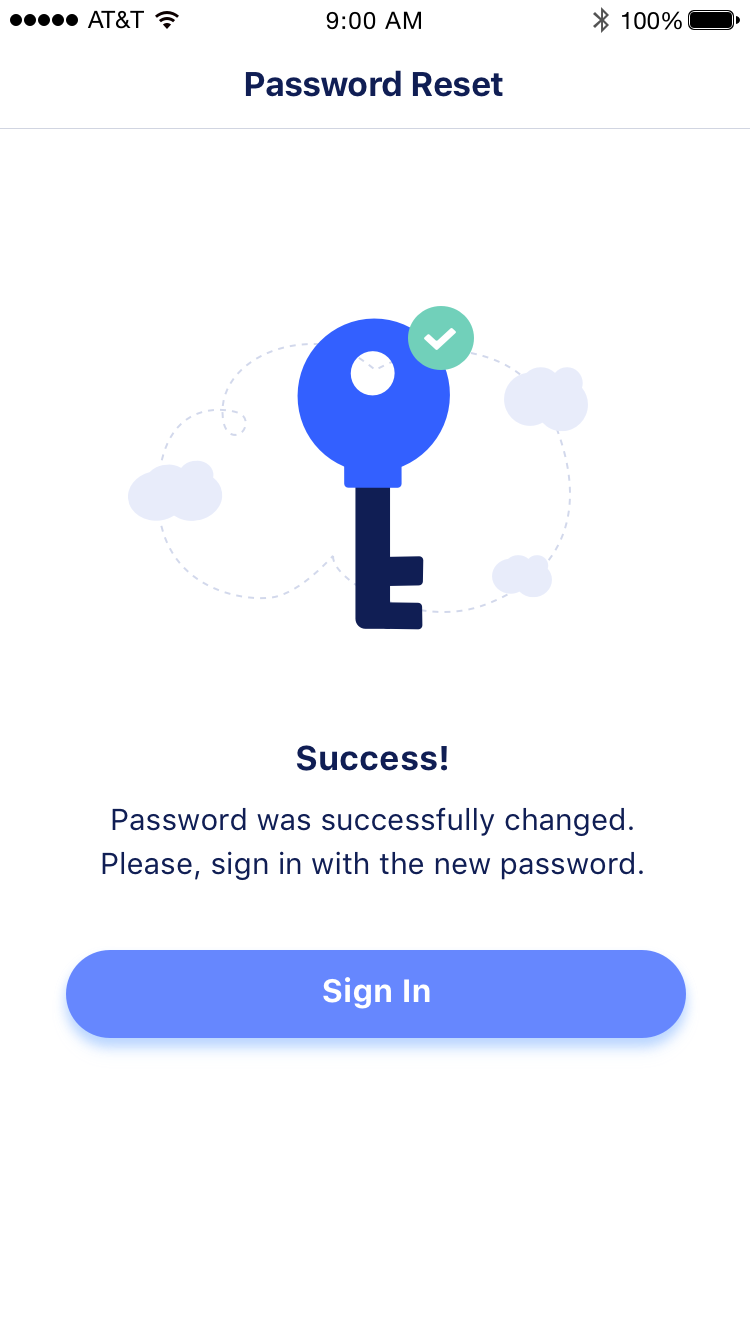 AT&T 9:00 AM 100%
Password Reset
Success!
Password was successfully changed.
Please, sign in with the new password.
Sign In